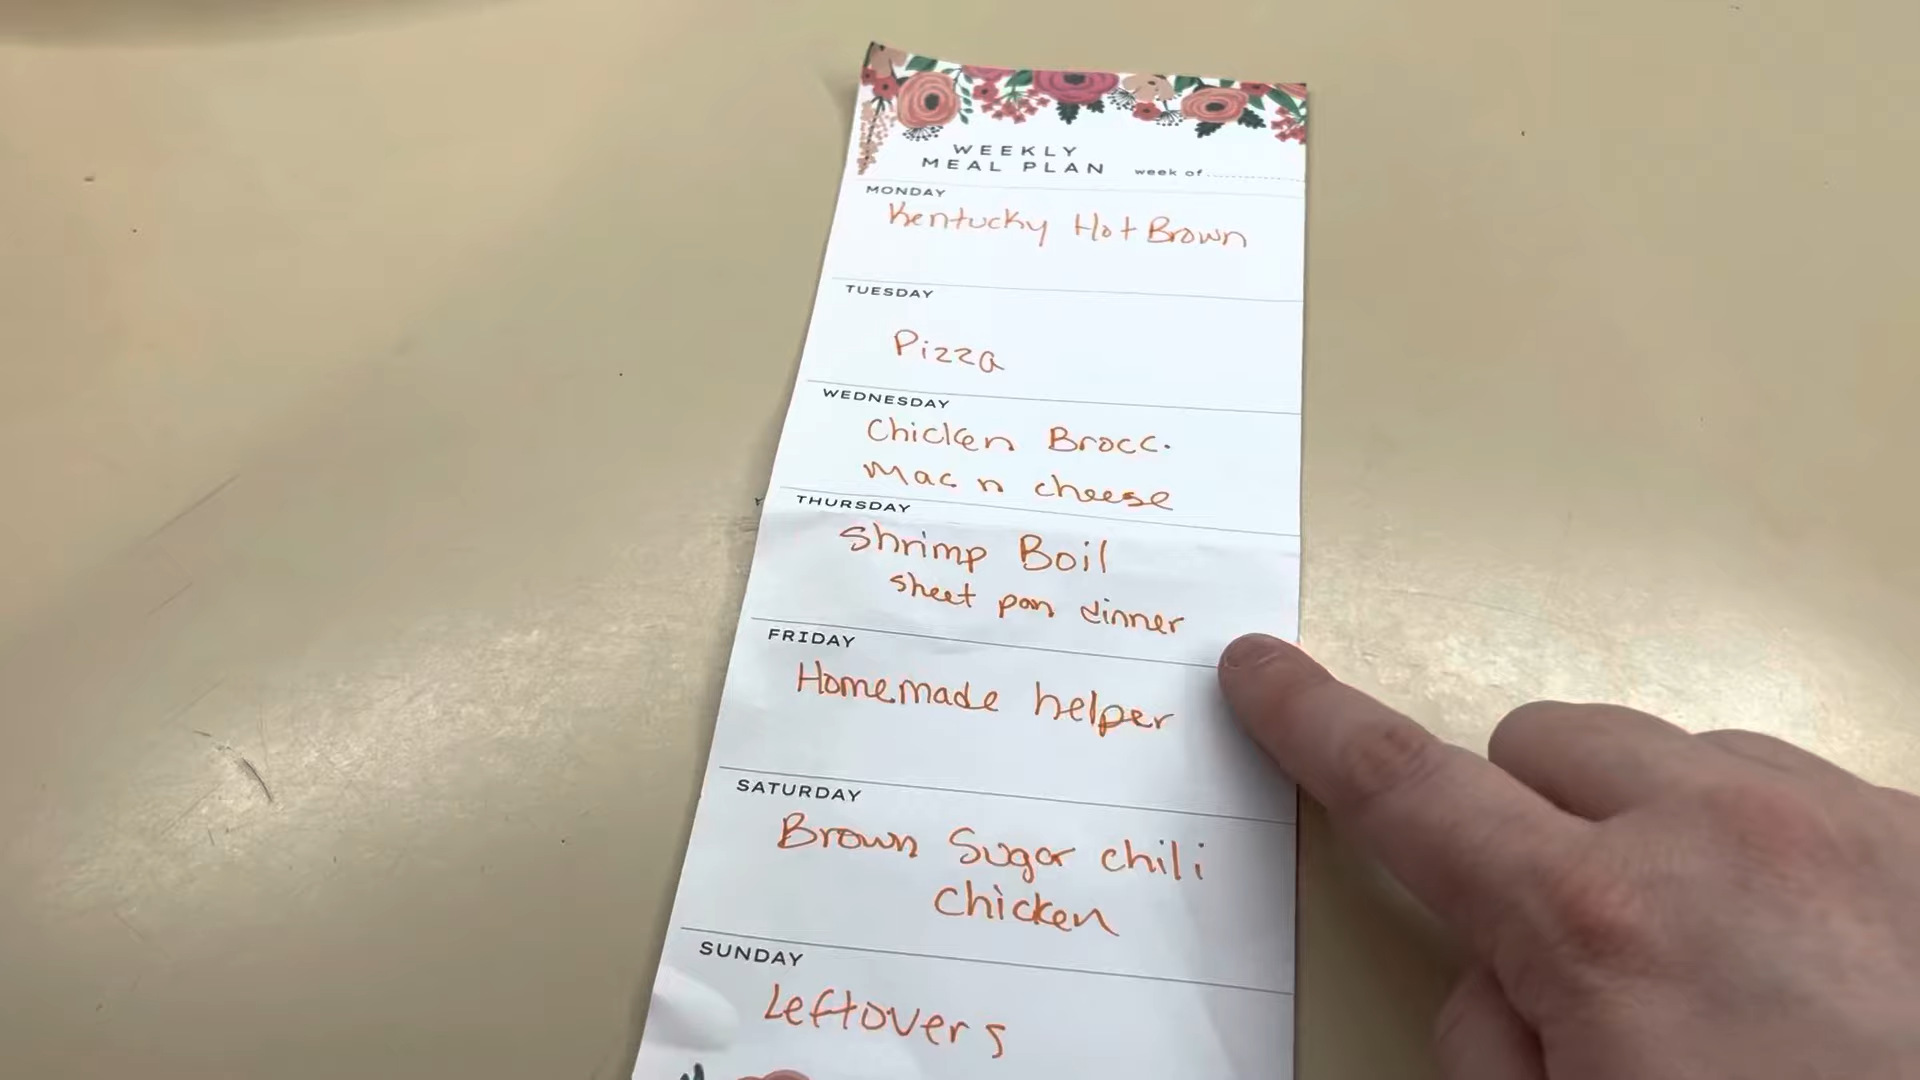 WEEKLY
MEAL PLAN week of
MONDAY
Kentucky Hot Brown
TUESDAY
Pizza
WEDNESDAY
Chicken Brocc.
Mac n cheese
THURSDAY
Shrimp Boil
sheet pan dinner
FRIDAY
Homemade helper
SATURDAY
Brown Sugar chili
Chicken
SUNDAY
Leftovers